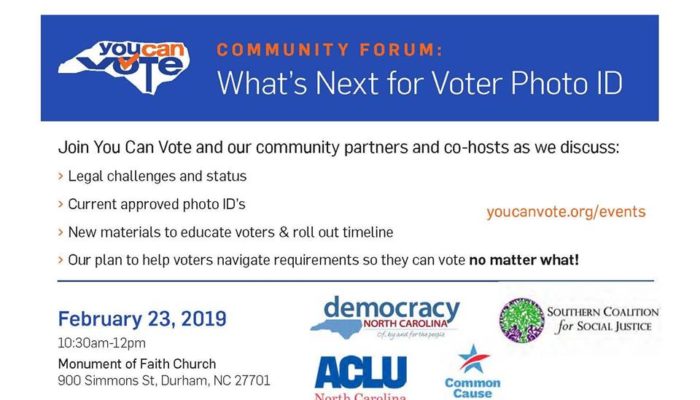 youcan
VOTE
COMMUNITY FORUM:
What's Next for Voter Photo ID
Join You Can Vote and our community partners and co-hosts as we discuss:
> Legal challenges and status
> Current approved photo ID's
> New materials to educate voters & roll out timeline
> Our plan to help voters navigate requirements so they can vote no matter what!
youcanvote.org/events
February 23, 2019
10:30am-12pm
Monument of Faith Church
900 Simmons St, Durham, NC 27701
democracy
NORTH CAROLINA
Of, by and for the people
SOUTHERN COALITION
for SOCIAL JUSTICE
ACLU
North Carolina
Common
Cause